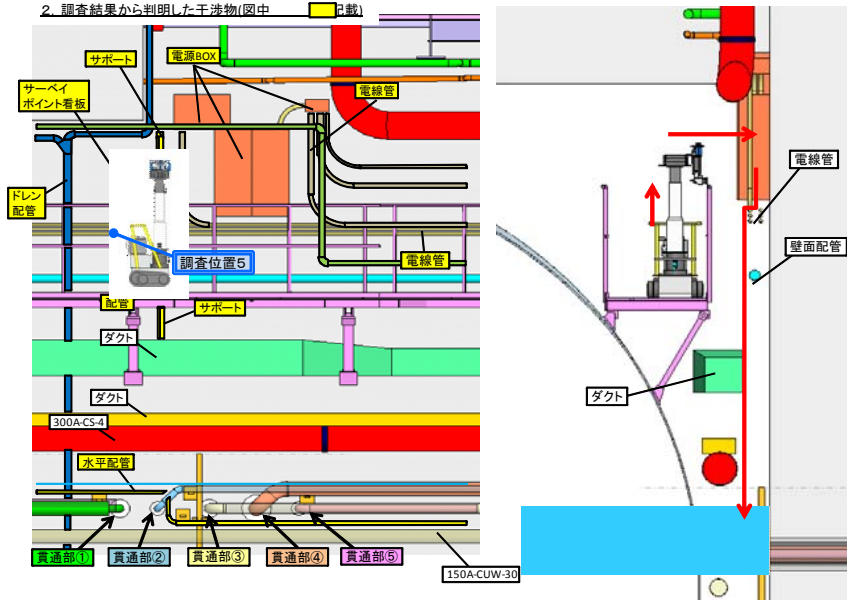 2．調査結果から判明した干渉物(図中　　　記載)
サポート
電源BOX
サーベイ
ポイント看板
電線管
ドレン
配管
調査位置5
電線管
配管
サポート
ダクト
ダクト
300A-CS-4
水平配管
貫通部①
貫通部②
貫通部③
貫通部④
貫通部⑤
150A-CUW-30
電線管
壁面配管
ダクト